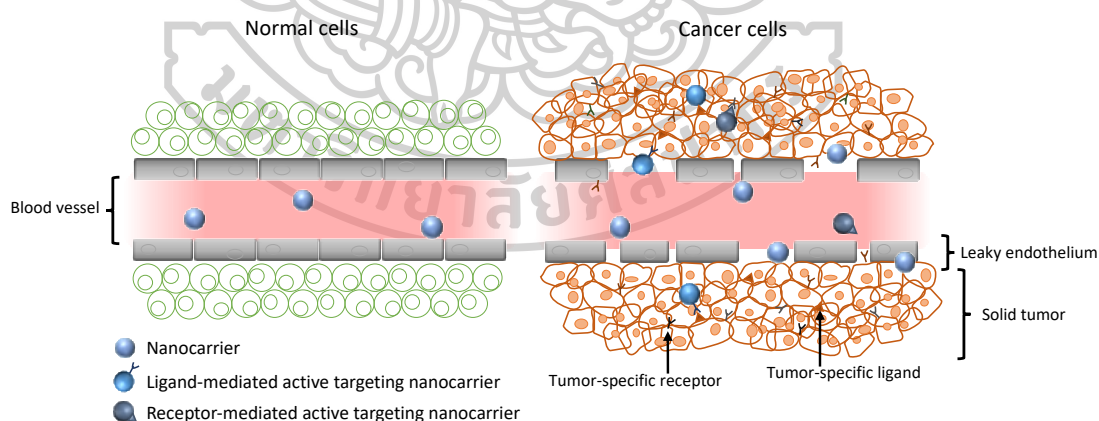 Normal cells
Cancer cells
Blood vessel
Leaky endothelium
Solid tumor
Nanocarrier
Ligand-mediated active targeting nanocarrier
Receptor-mediated active targeting nanocarrier
Tumor-specific receptor
Tumor-specific ligand